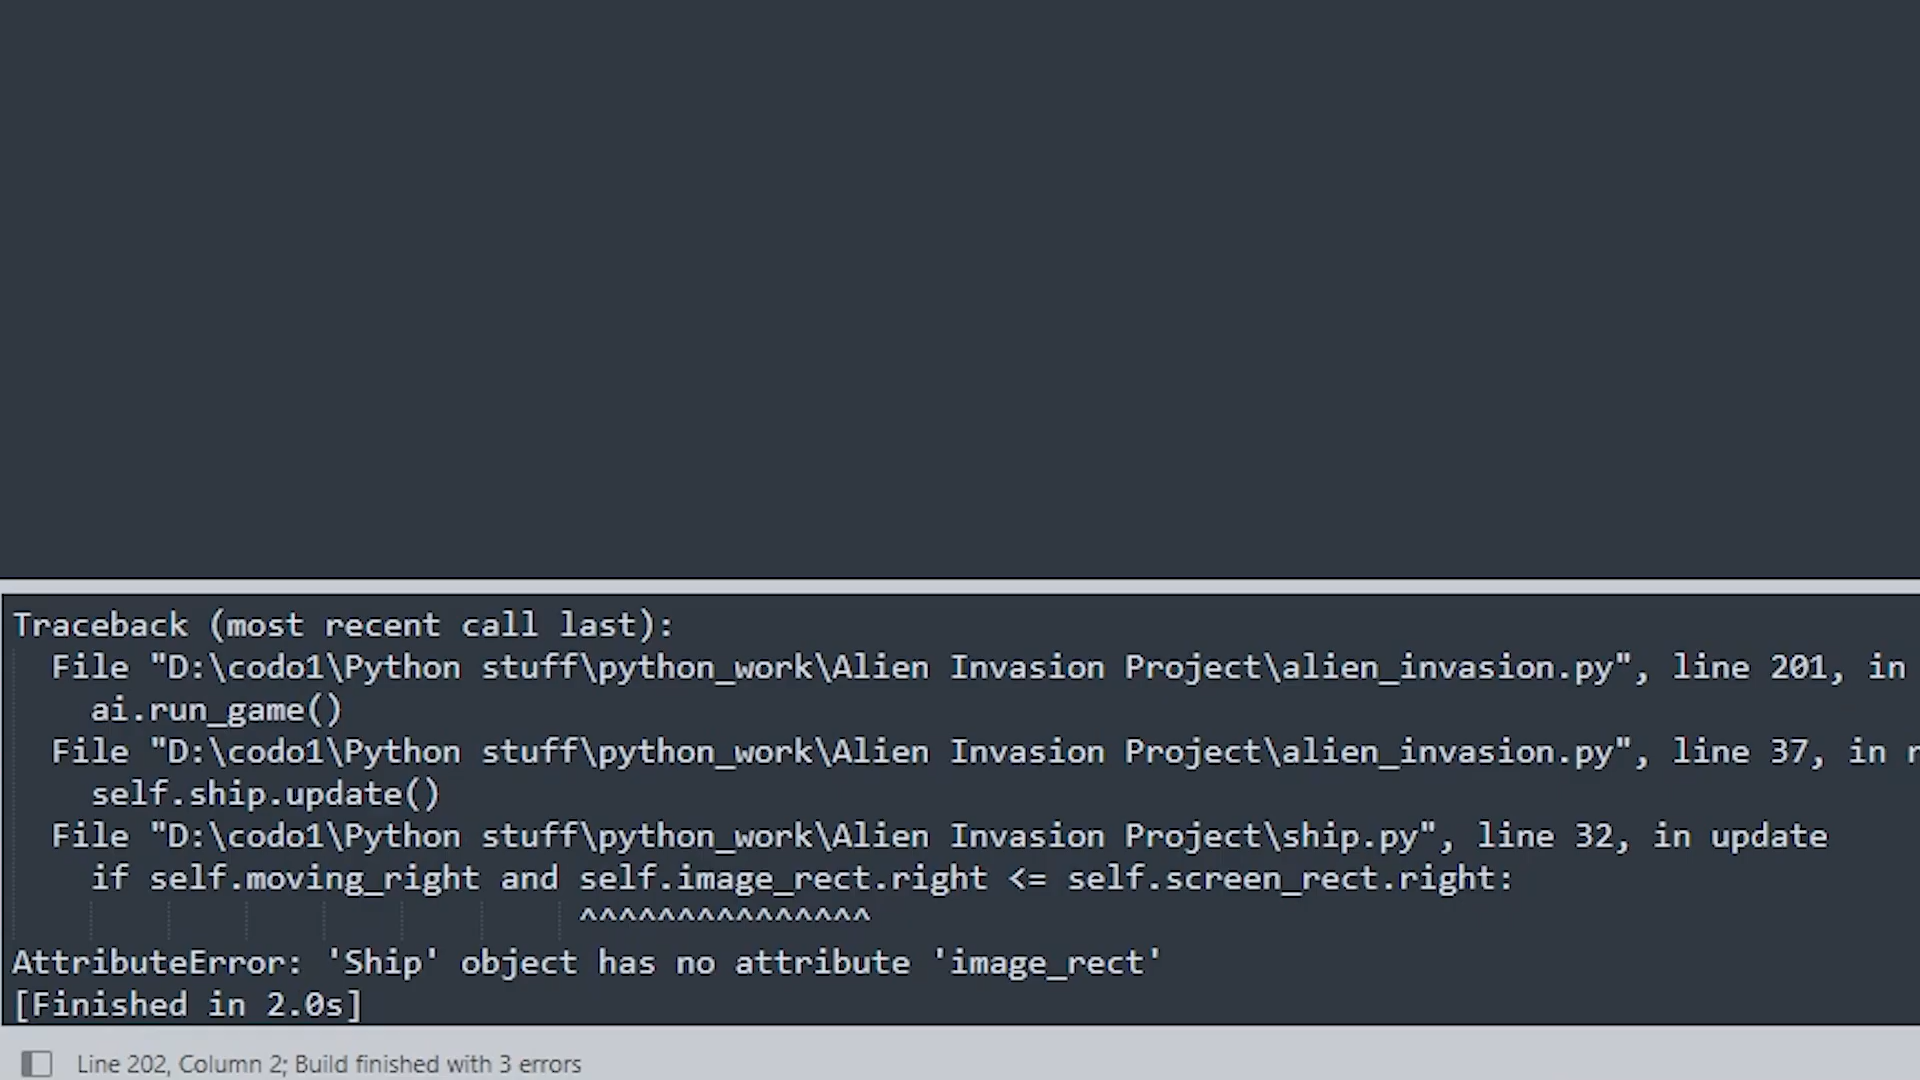 Traceback (most recent call last):
File "D:\codo1\Python stuff\python_work\Alien Invasion Project\alien_invasion.py", line 201, in
ai.run_game()
File "D:\codo1\Python stuff\python_work\Alien Invasion Project\alien_invasion.py", line 37, in
self.ship.update()
File "D:\codo1\Python stuff\python_work\Alien Invasion Project\ship.py", line 32, in update
if self.moving_right and self.image_rect.right <= self.screen_rect.right:
^^^^^^^^^^^^^^^
AttributeError: 'Ship' object has no attribute 'image_rect'
[Finished in 2.0s]
Line 202, Column 2; Build finished with 3 errors